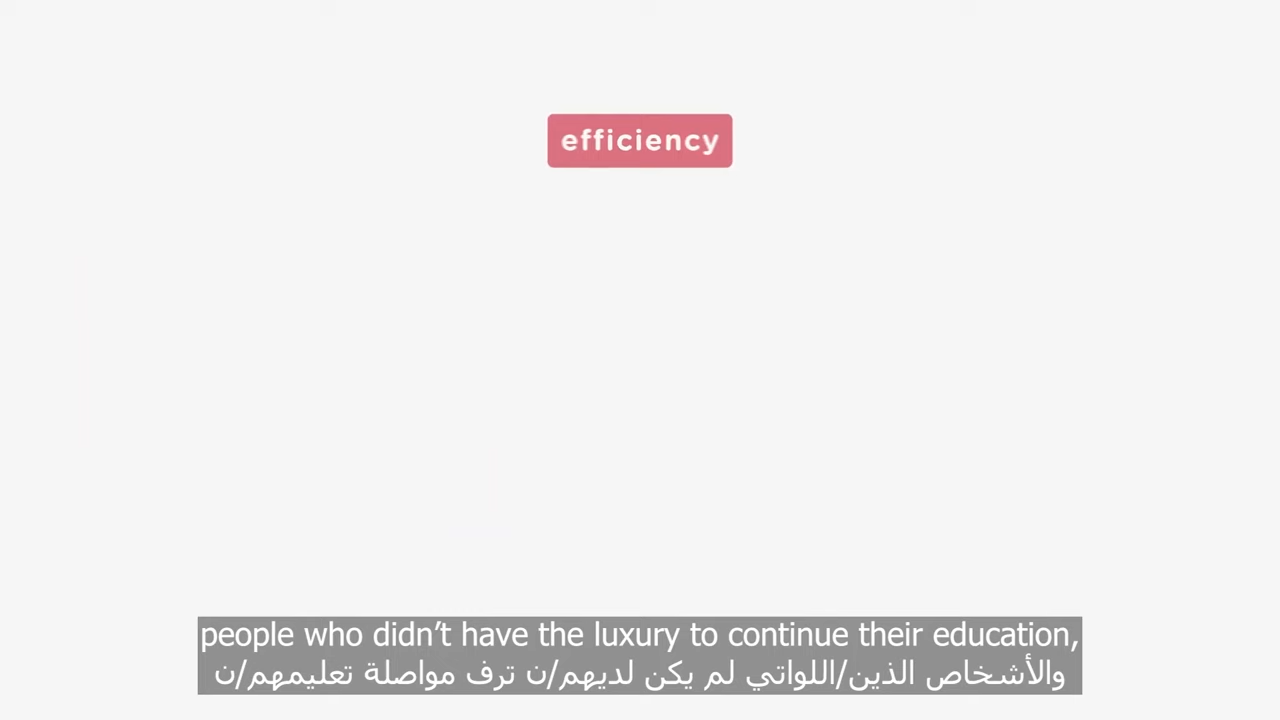 efficiency
people who didn’t have the luxury to continue their education,
والأشخاص الذين/اللواتي لم يكن لديهم/ن ترف مواصلة تعليمهم/ن